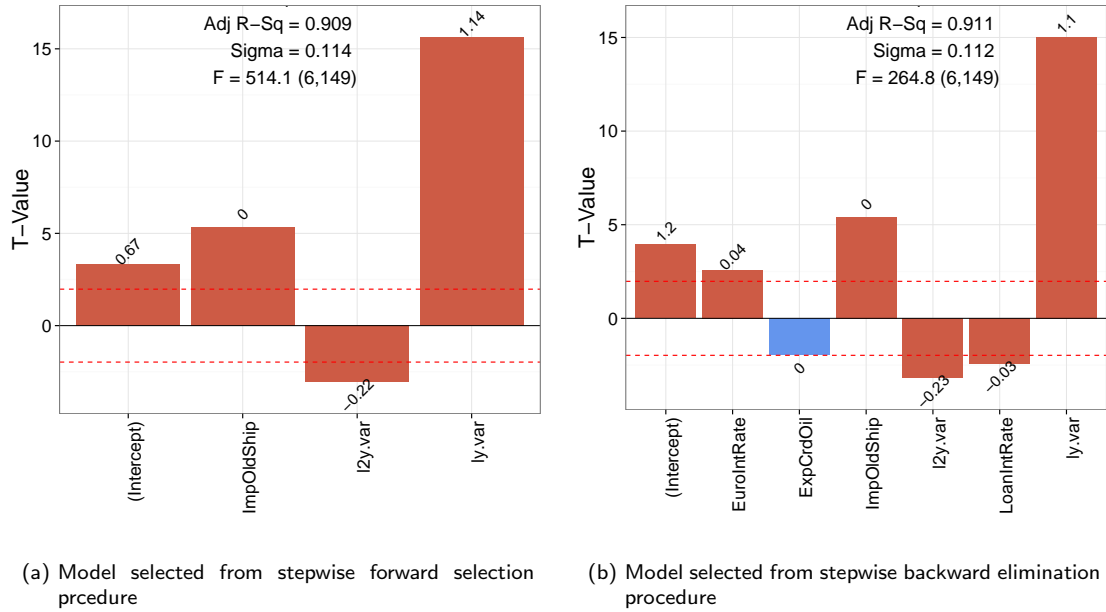 Adj R−Sq = 0.909
Sigma = 0.114
F = 514.1 (6,149)
T−Value
15
10
5
0
0.67
0
−0.22
1.14
(Intercept)
ImpOldShip
l2y.var
ly.var
(a) Model selected from stepwise forward selection
prcedure
Adj R−Sq = 0.911
Sigma = 0.112
F = 264.8 (6,149)
T−Value
15
10
5
0
1.2
0.04
0
0
−0.23
−0.03
1.1
(Intercept)
EuroIntRate
ExpCrdOil
ImpOldShip
l2y.var
LoanIntRate
ly.var
(b) Model selected from stepwise backward elimination
procedure